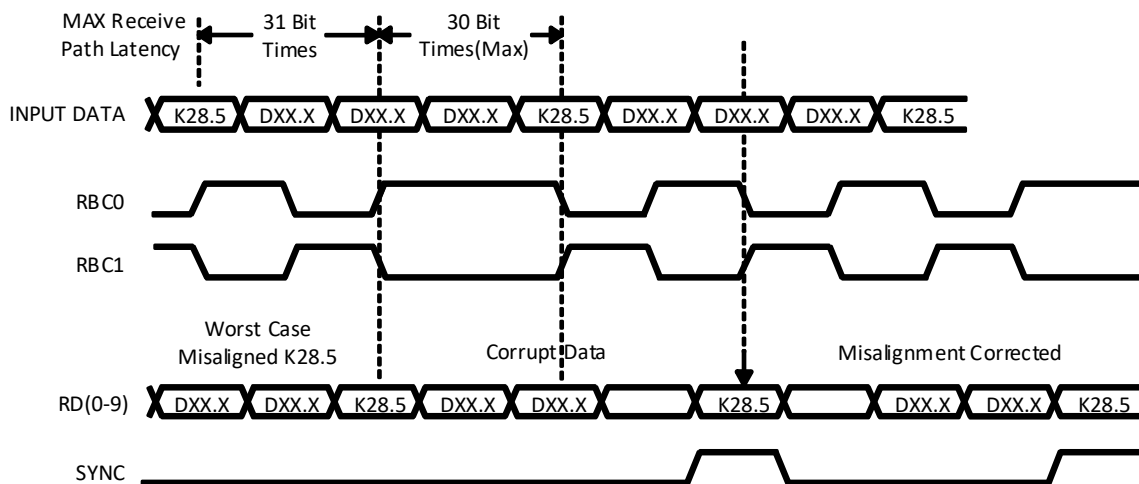 MAX Receive
Path Latency
31 Bit
Times
30 Bit
Times(Max)
INPUT DATA K28.5 DXX.X DXX.X DXX.X K28.5 DXX.X DXX.X DXX.X K28.5
RBC0
RBC1
Worst Case
Misaligned K28.5
Corrupt Data
Misalignment Corrected
RD(0-9) DXX.X DXX.X K28.5 DXX.X DXX.X K28.5 DXX.X DXX.X K28.5
SYNC